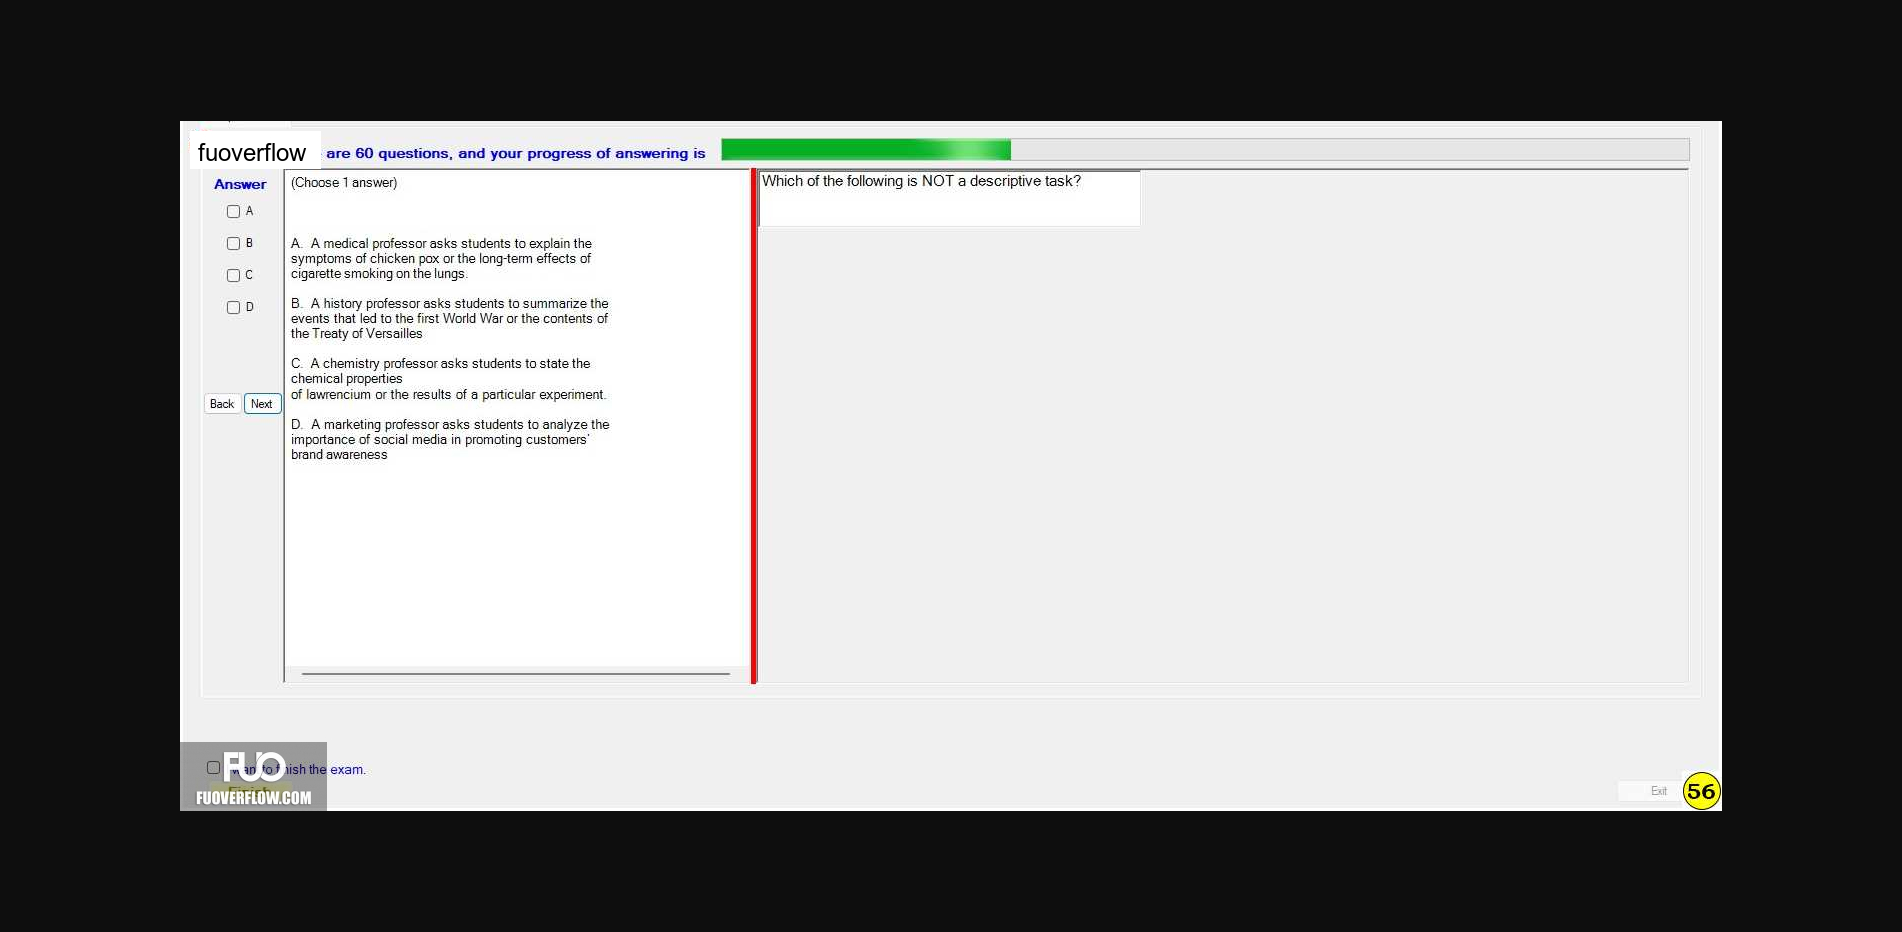 fuoverflow are 60 questions, and your progress of answering is
Answer
(Choose 1 answer)
Which of the following is NOT a descriptive task?
A
B
C
D
A. A medical professor asks students to explain the
symptoms of chicken pox or the long-term effects of
cigarette smoking on the lungs.
B. A history professor asks students to summarize the
events that led to the first World War or the contents of
the Treaty of Versailles
C. A chemistry professor asks students to state the
chemical properties
of lawrencium or the results of a particular experiment.
D. A marketing professor asks students to analyze the
importance of social media in promoting customers'
brand awareness
Back Next
FUO
want to finish the exam.
Finish
FUOVERFLOW.COM
Exit
56